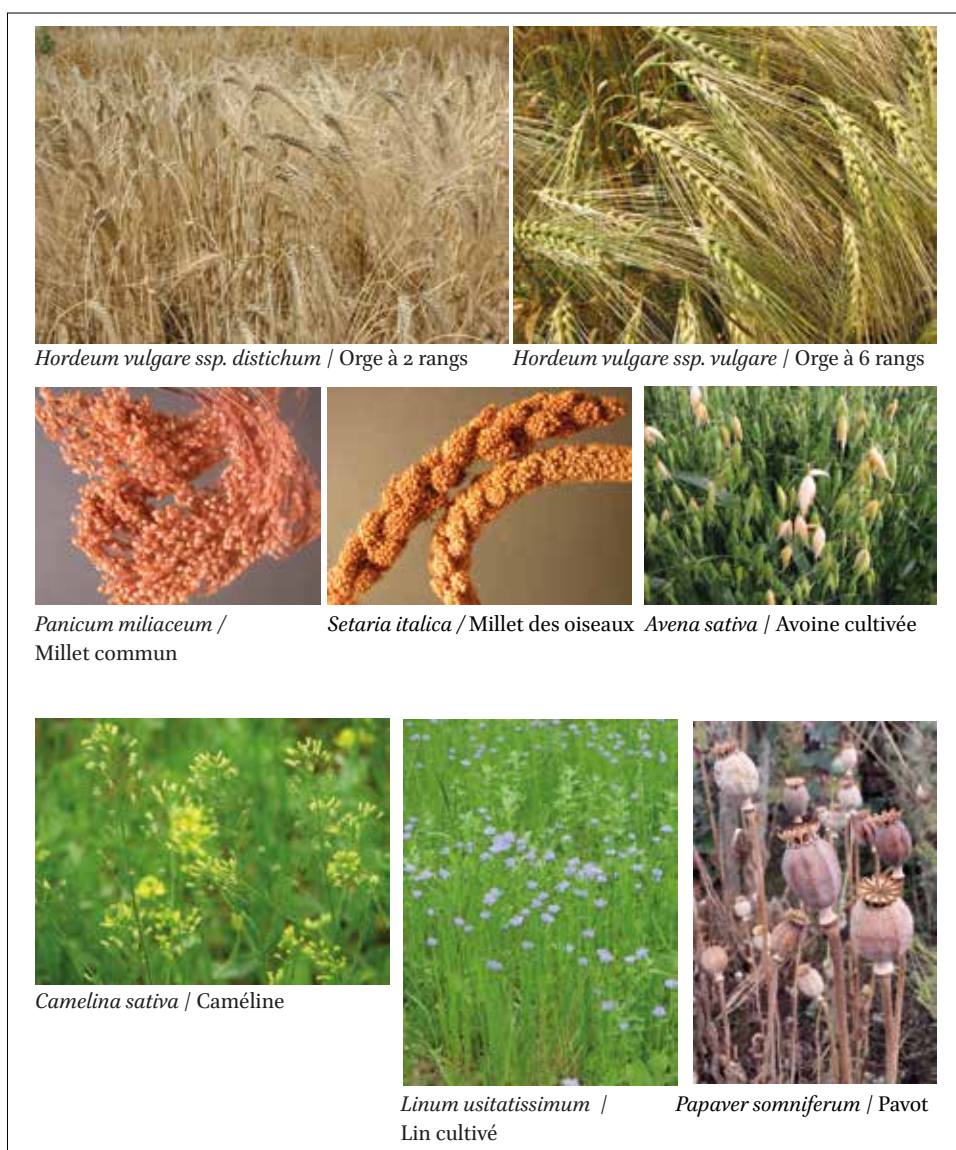 Hordeum vulgare ssp. distichum / Orge à 2 rangs
Hordeum vulgare ssp. vulgare / Orge à 6 rangs
Panicum miliaceum /
Millet commun
Setaria italica / Millet des oiseaux
Avena sativa / Avoine cultivée
Camelina sativa / Caméline
Linum usitatissimum /
Lin cultivé
Papaver somniferum / Pavot